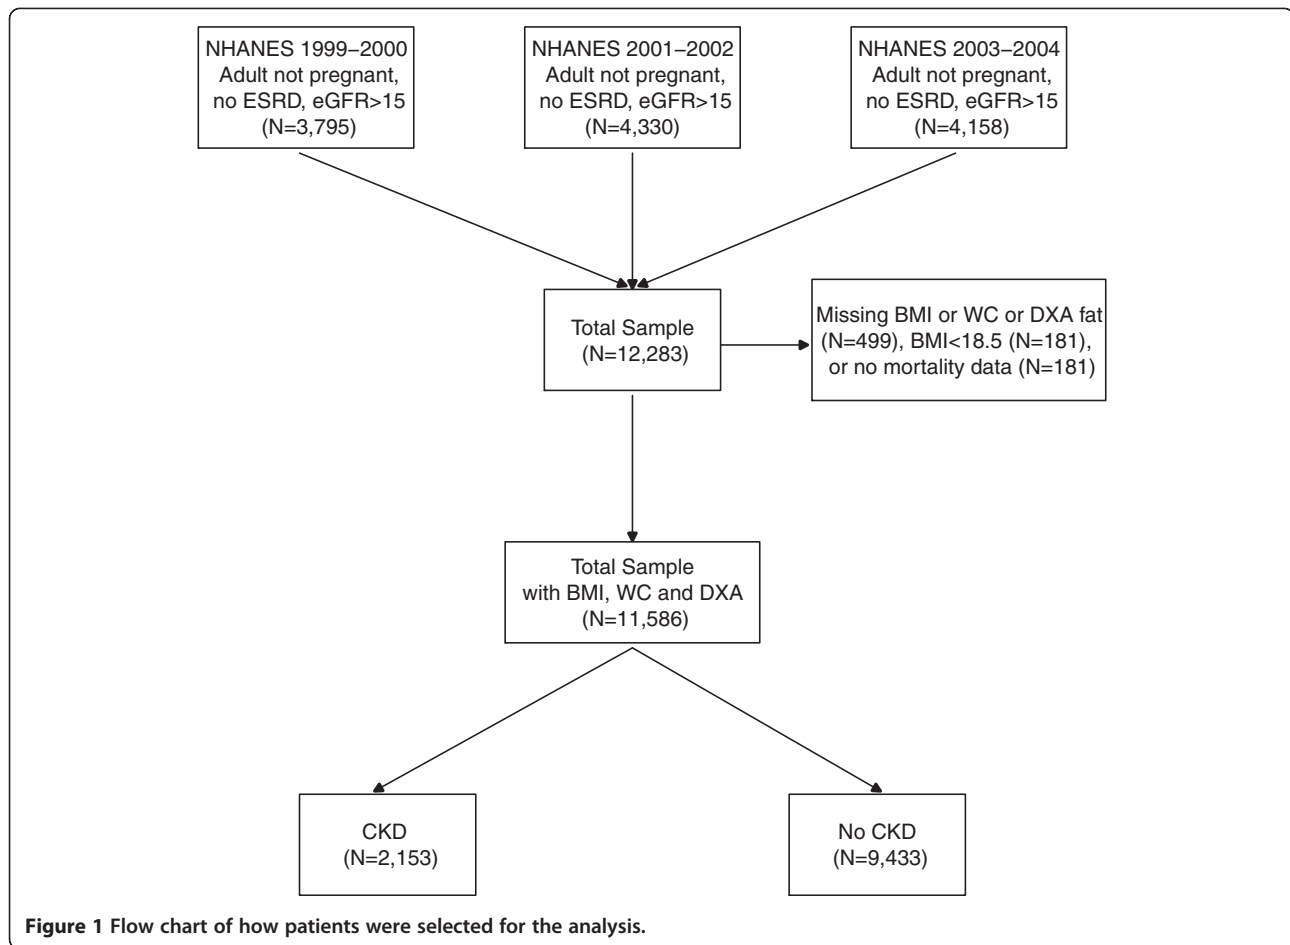 NHANES 1999–2000
Adult not pregnant,
no ESRD, eGFR>15
(N=3,795)
NHANES 2001–2002
Adult not pregnant,
no ESRD, eGFR>15
(N=4,330)
NHANES 2003–2004
Adult not pregnant,
no ESRD, eGFR>15
(N=4,158)
Total Sample
(N=12,283)
Missing BMI or WC or DXA fat
(N=499), BMI<18.5 (N=181),
or no mortality data (N=181)
Total Sample
with BMI, WC and DXA
(N=11,586)
CKD
(N=2,153)
No CKD
(N=9,433)
Figure 1 Flow chart of how patients were selected for the analysis.